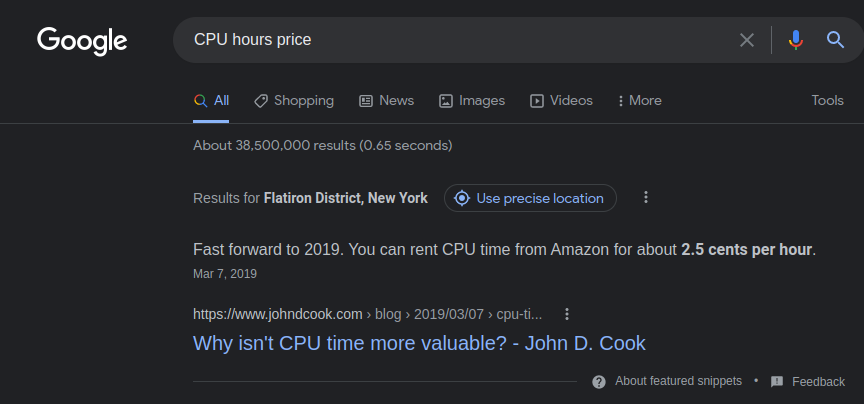 Google
CPU hours price
All Shopping News Images Videos More Tools
About 38,500,000 results (0.65 seconds)
Results for Flatiron District, New York Use precise location
Fast forward to 2019. You can rent CPU time from Amazon for about 2.5 cents per hour.
Mar 7, 2019
https://www.johndcook.com › blog › 2019/03/07 › cpu-ti...
Why isn't CPU time more valuable? - John D. Cook
About featured snippets • Feedback